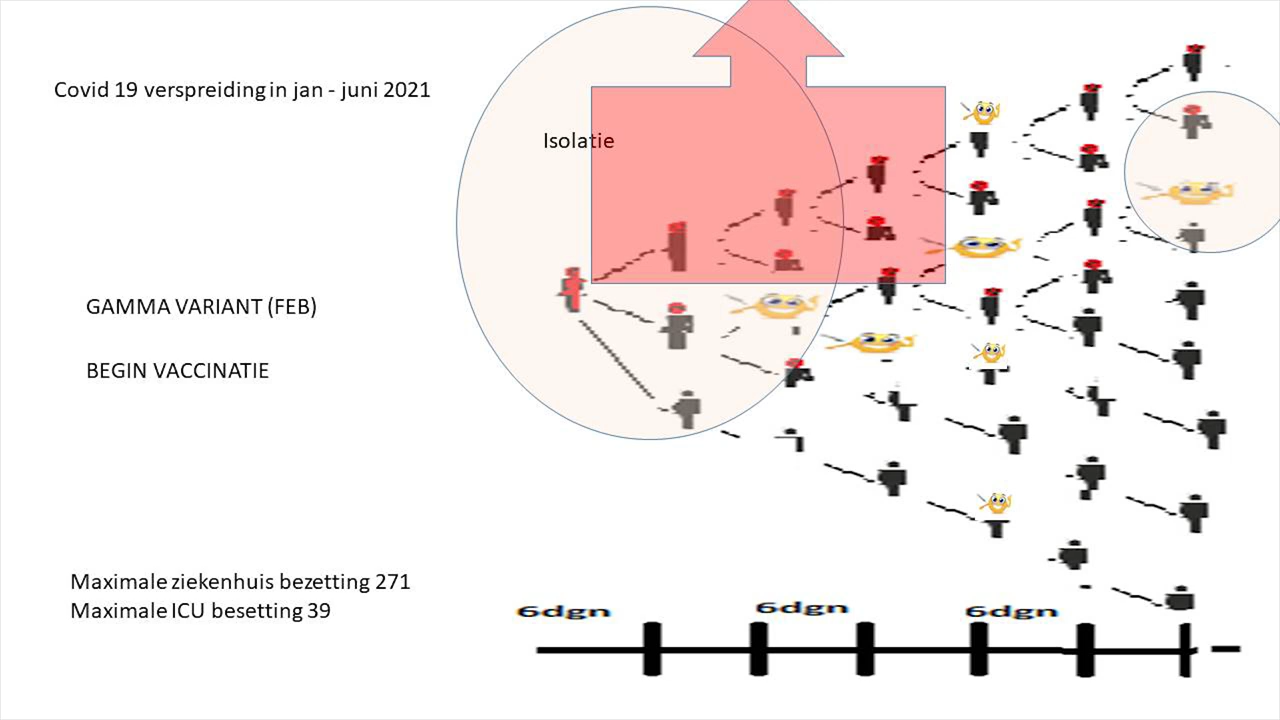 Covid 19 verspreiding in jan - juni 2021
Isolatie
GAMMA VARIANT (FEB)
BEGIN VACCINATIE
Maximale ziekenhuis bezetting 271
Maximale ICU besetting 39
6dgn 6dgn 6dgn